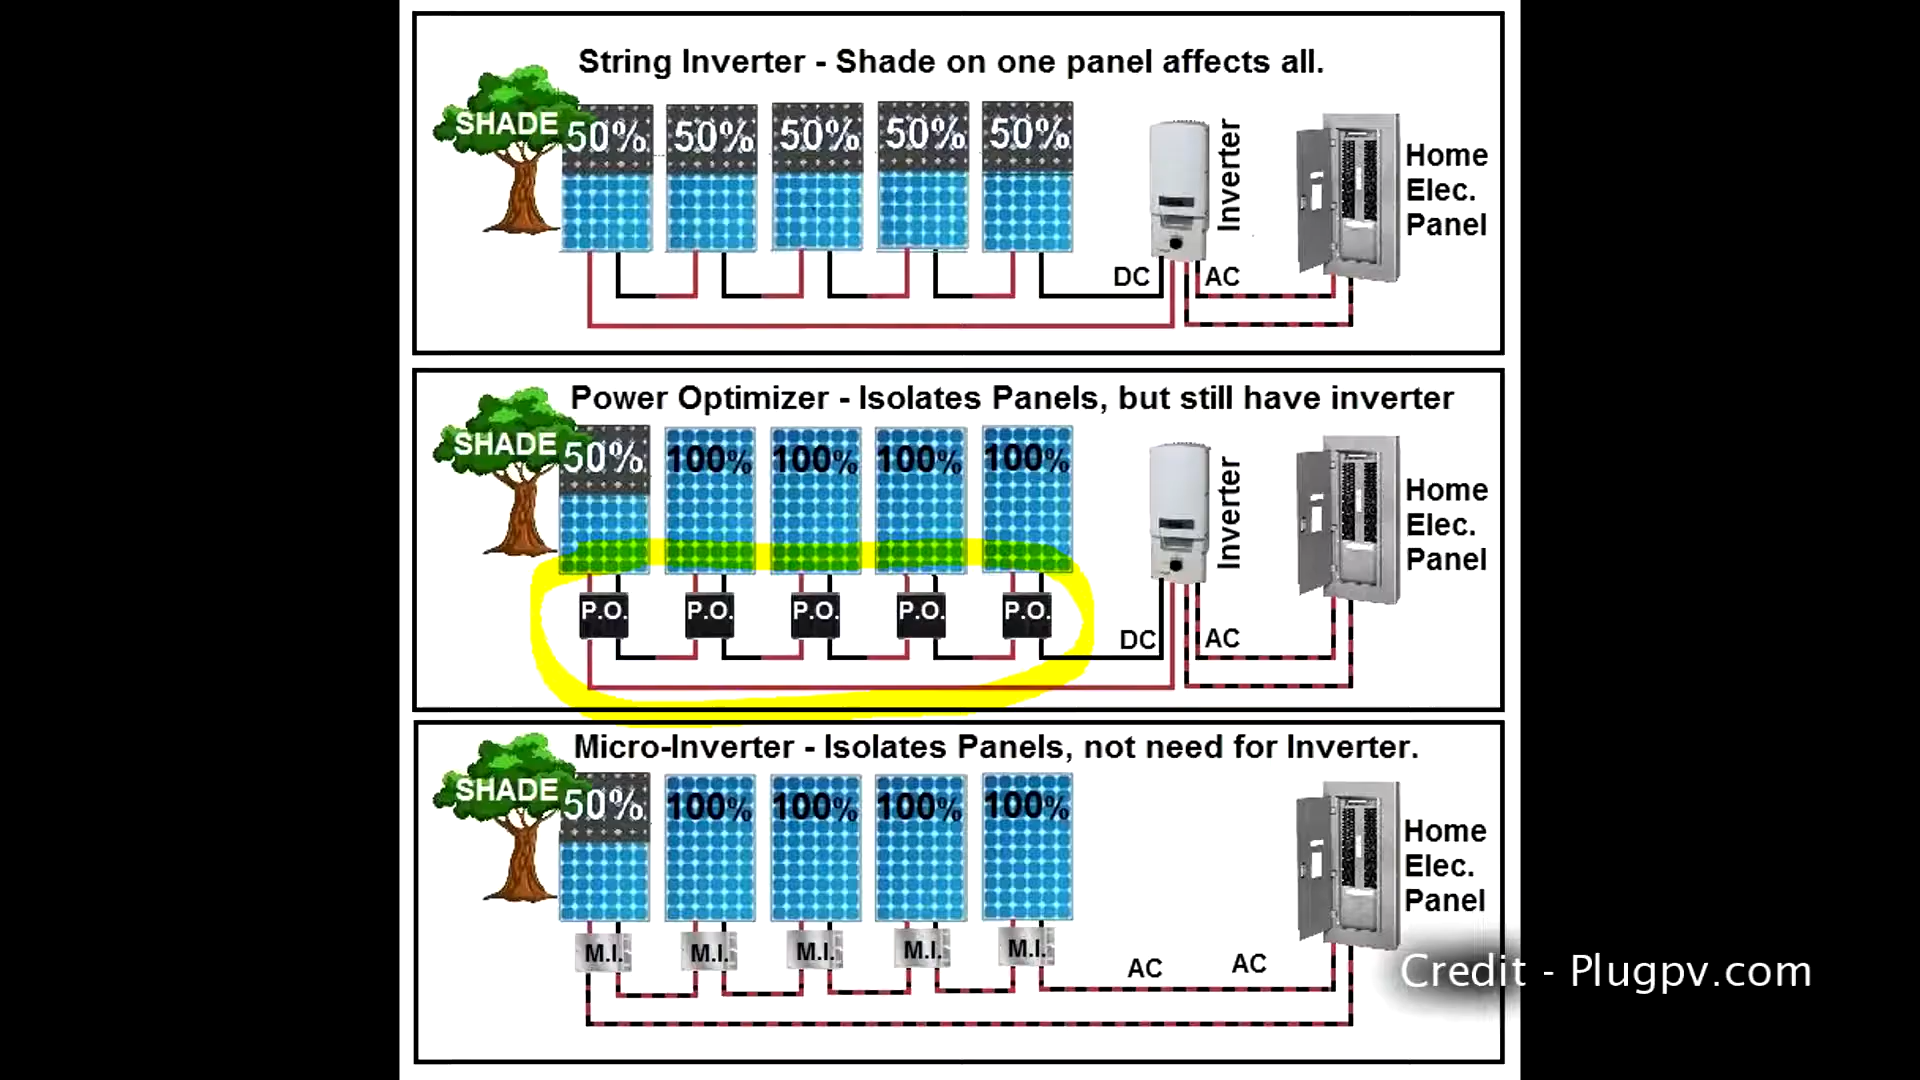 String Inverter - Shade on one panel affects all.
SHADE
50% 50% 50% 50% 50%
Inverter
Home
Elec.
Panel
DC AC
Power Optimizer - Isolates Panels, but still have inverter
SHADE
50% 100% 100% 100% 100%
Inverter
Home
Elec.
Panel
P.O. P.O. P.O. P.O. P.O.
DC AC
Micro-Inverter - Isolates Panels, not need for Inverter.
SHADE
50% 100% 100% 100% 100%
Home
Elec.
Panel
M.I. M.I. M.I. M.I. M.I.
AC AC
Credit - Plugpv.com